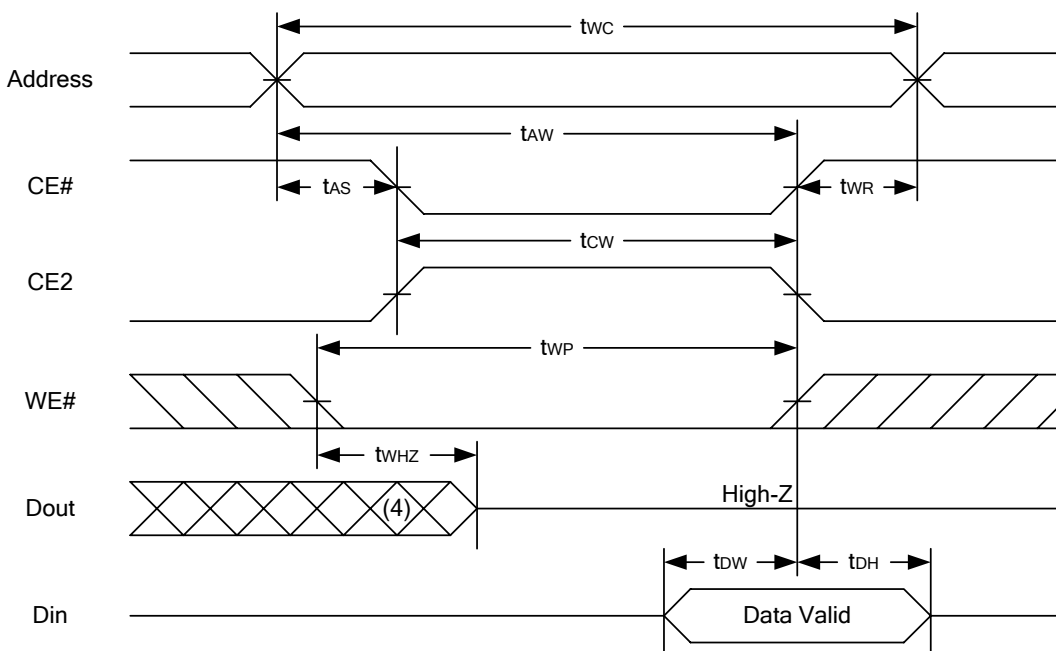 tWC
Address
tAW
CE#
tAS
tWR
tCW
CE2
tWP
WE#
tWHZ
Dout
(4)
High-Z
tDW
tDH
Din
Data Valid